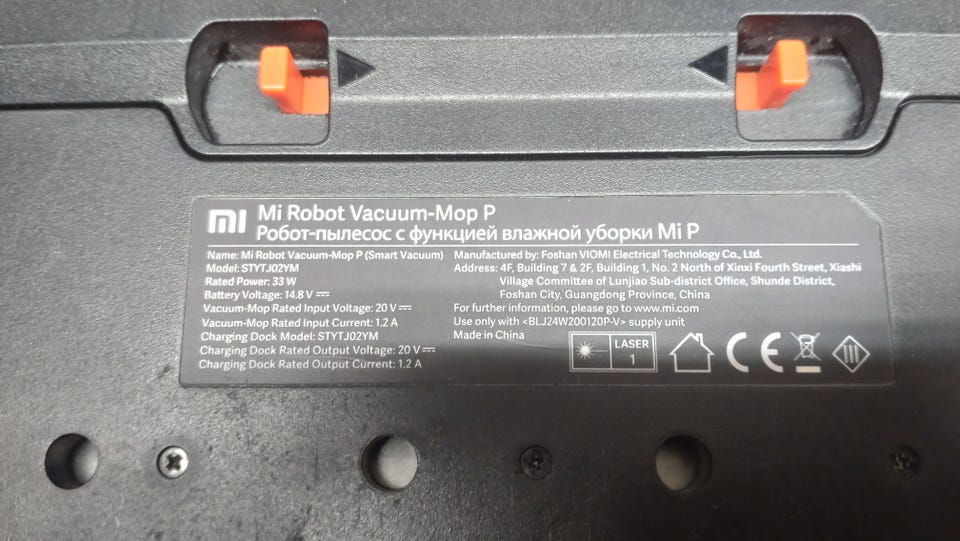 mi Mi Robot Vacuum-Mop P
Робот-пылесос с функцией влажной уборки Mi P
Name: Mi Robot Vacuum-Mop P (Smart Vacuum)
Model: STYTJ02YM
Rated Power: 33 W
Battery Voltage: 14.8 V ⎓
Vacuum-Mop Rated Input Voltage: 20 V ⎓
Vacuum-Mop Rated Input Current: 1.2 A
Charging Dock Model: STYTJ02YM
Charging Dock Rated Output Voltage: 20 V ⎓
Charging Dock Rated Output Current: 1.2 A
Manufactured by: Foshan VIOMI Electrical Technology Co., Ltd.
Address: 4F, Building 7 & 2F, Building 1, No. 2 North of Xinxi Fourth Street, Xiashi
Village Committee of Lunjiao Sub-district Office, Shunde District,
Foshan City, Guangdong Province, China
For further information, please go to www.mi.com
Use only with <BLJ24W200120P-V> supply unit
Made in China
LASER
1
CE